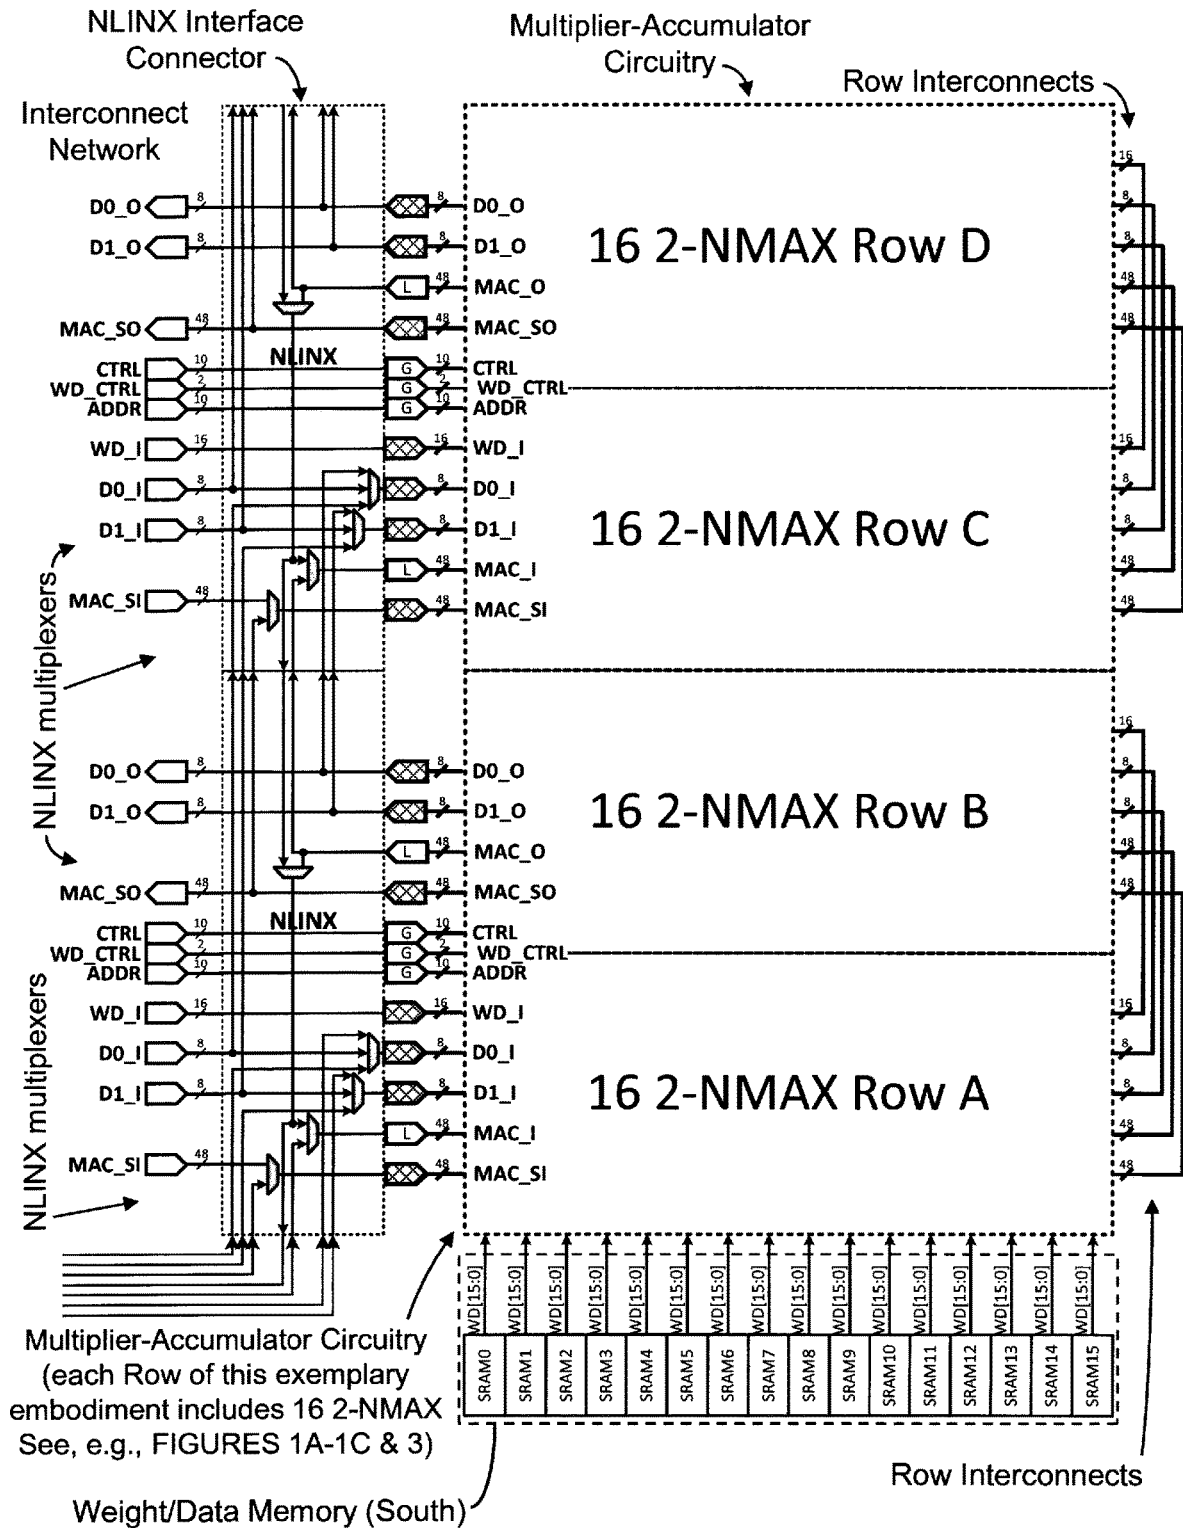 NLINX Interface
Connector
Multiplier-Accumulator
Circuitry
Row Interconnects
Interconnect
Network
16
D0_O 8 8 D0_O 8
D1_O 8 8 D1_O 8
16 2-NMAX Row D
L 48 MAC_O 48
MAC_SO 48 48 MAC_SO 48
NLINX
CTRL 10 G 10 CTRL
WD_CTRL 2 G 2 WD_CTRL
ADDR 10 G 10 ADDR
WD_I 16 16 WD_I 16
D0_I 8 8 D0_I 8
D1_I 8 8 D1_I 8
16 2-NMAX Row C
L 48 MAC_I 48
MAC_SI 48 48 MAC_SI 48
NLINX multiplexers
16
D0_O 8 8 D0_O 8
D1_O 8 8 D1_O 8
16 2-NMAX Row B
L 48 MAC_O 48
MAC_SO 48 48 MAC_SO 48
NLINX
CTRL 10 G 10 CTRL
WD_CTRL 2 G 2 WD_CTRL
ADDR 10 G 10 ADDR
WD_I 16 16 WD_I 16
D0_I 8 8 D0_I 8
D1_I 8 8 D1_I 8
16 2-NMAX Row A
L 48 MAC_I 48
MAC_SI 48 48 MAC_SI 48
NLINX multiplexers
WD[15:0] WD[15:0] WD[15:0] WD[15:0] WD[15:0] WD[15:0] WD[15:0] WD[15:0] WD[15:0] WD[15:0] WD[15:0] WD[15:0] WD[15:0] WD[15:0] WD[15:0] WD[15:0]
SRAM0 SRAM1 SRAM2 SRAM3 SRAM4 SRAM5 SRAM6 SRAM7 SRAM8 SRAM9 SRAM10 SRAM11 SRAM12 SRAM13 SRAM14 SRAM15
Multiplier-Accumulator Circuitry
(each Row of this exemplary
embodiment includes 16 2-NMAX
See, e.g., FIGURES 1A-1C & 3)
Row Interconnects
Weight/Data Memory (South)